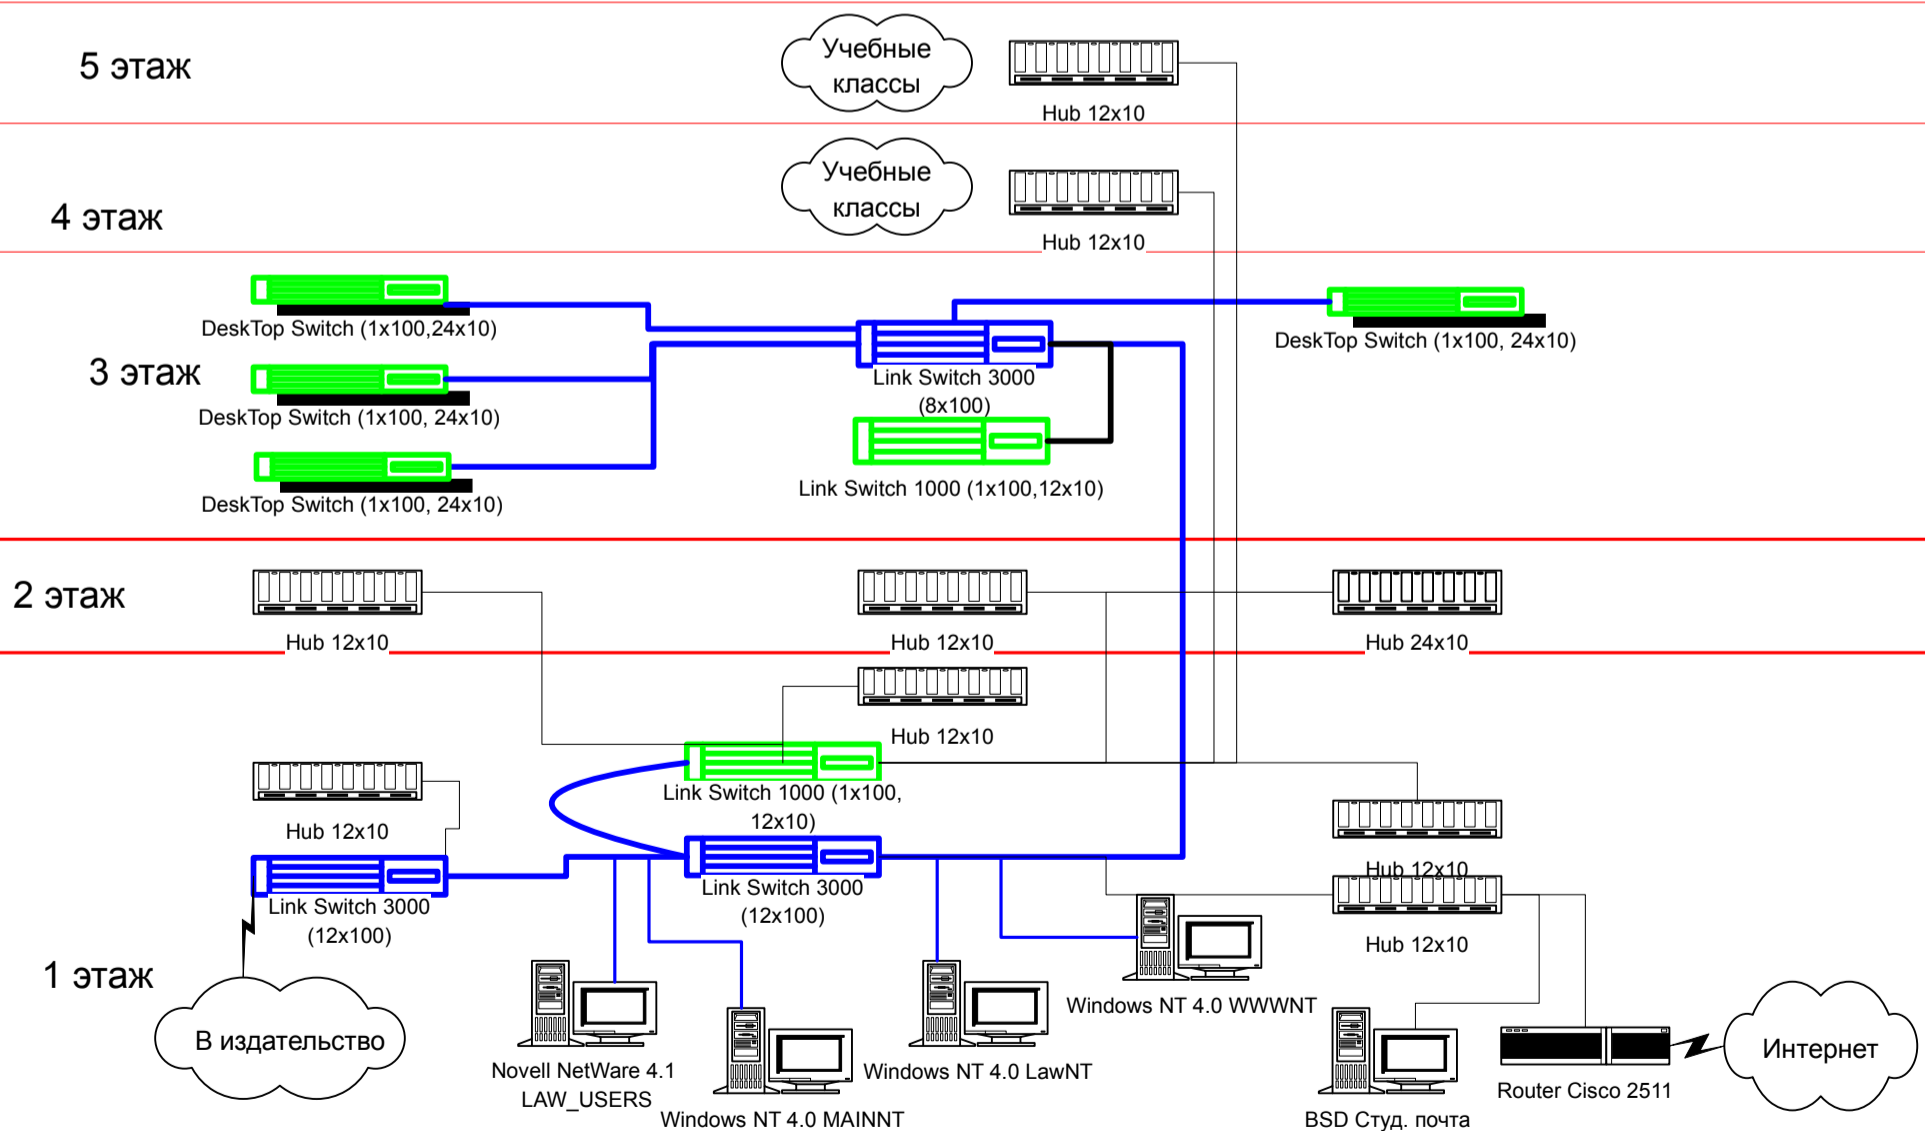 5 этаж
Учебные
классы
Hub 12x10
4 этаж
Учебные
классы
Hub 12x10
3 этаж
DeskTop Switch (1x100,24x10)
DeskTop Switch (1x100, 24x10)
DeskTop Switch (1x100, 24x10)
Link Switch 3000
(8x100)
Link Switch 1000 (1x100,12x10)
DeskTop Switch (1x100, 24x10)
2 этаж
Hub 12x10
Hub 12x10
Hub 24x10
Hub 12x10
Link Switch 1000 (1x100,
12x10)
Hub 12x10
Link Switch 3000
(12x100)
Link Switch 3000
(12x100)
Hub 12x10
Hub 12x10
1 этаж
В издательство
Novell NetWare 4.1
LAW_USERS
Windows NT 4.0 MAINNT
Windows NT 4.0 LawNT
Windows NT 4.0 WWWNT
BSD Студ. почта
Router Cisco 2511
Интернет